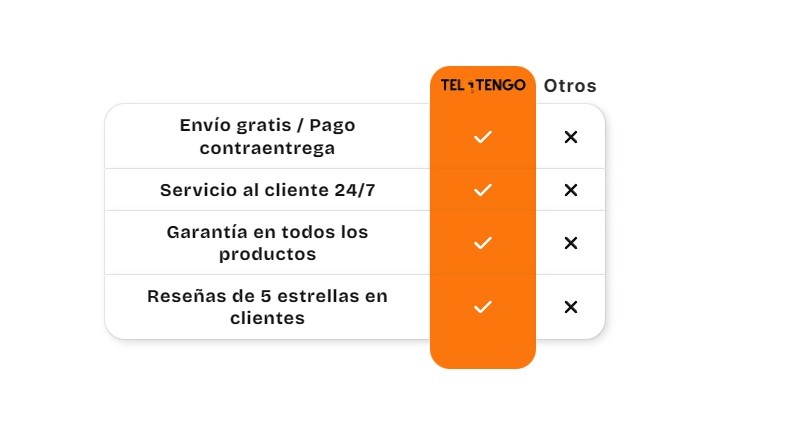 TEL TENGO
Otros
Envío gratis / Pago
contraentrega
Servicio al cliente 24/7
Garantía en todos los
productos
Reseñas de 5 estrellas en
clientes